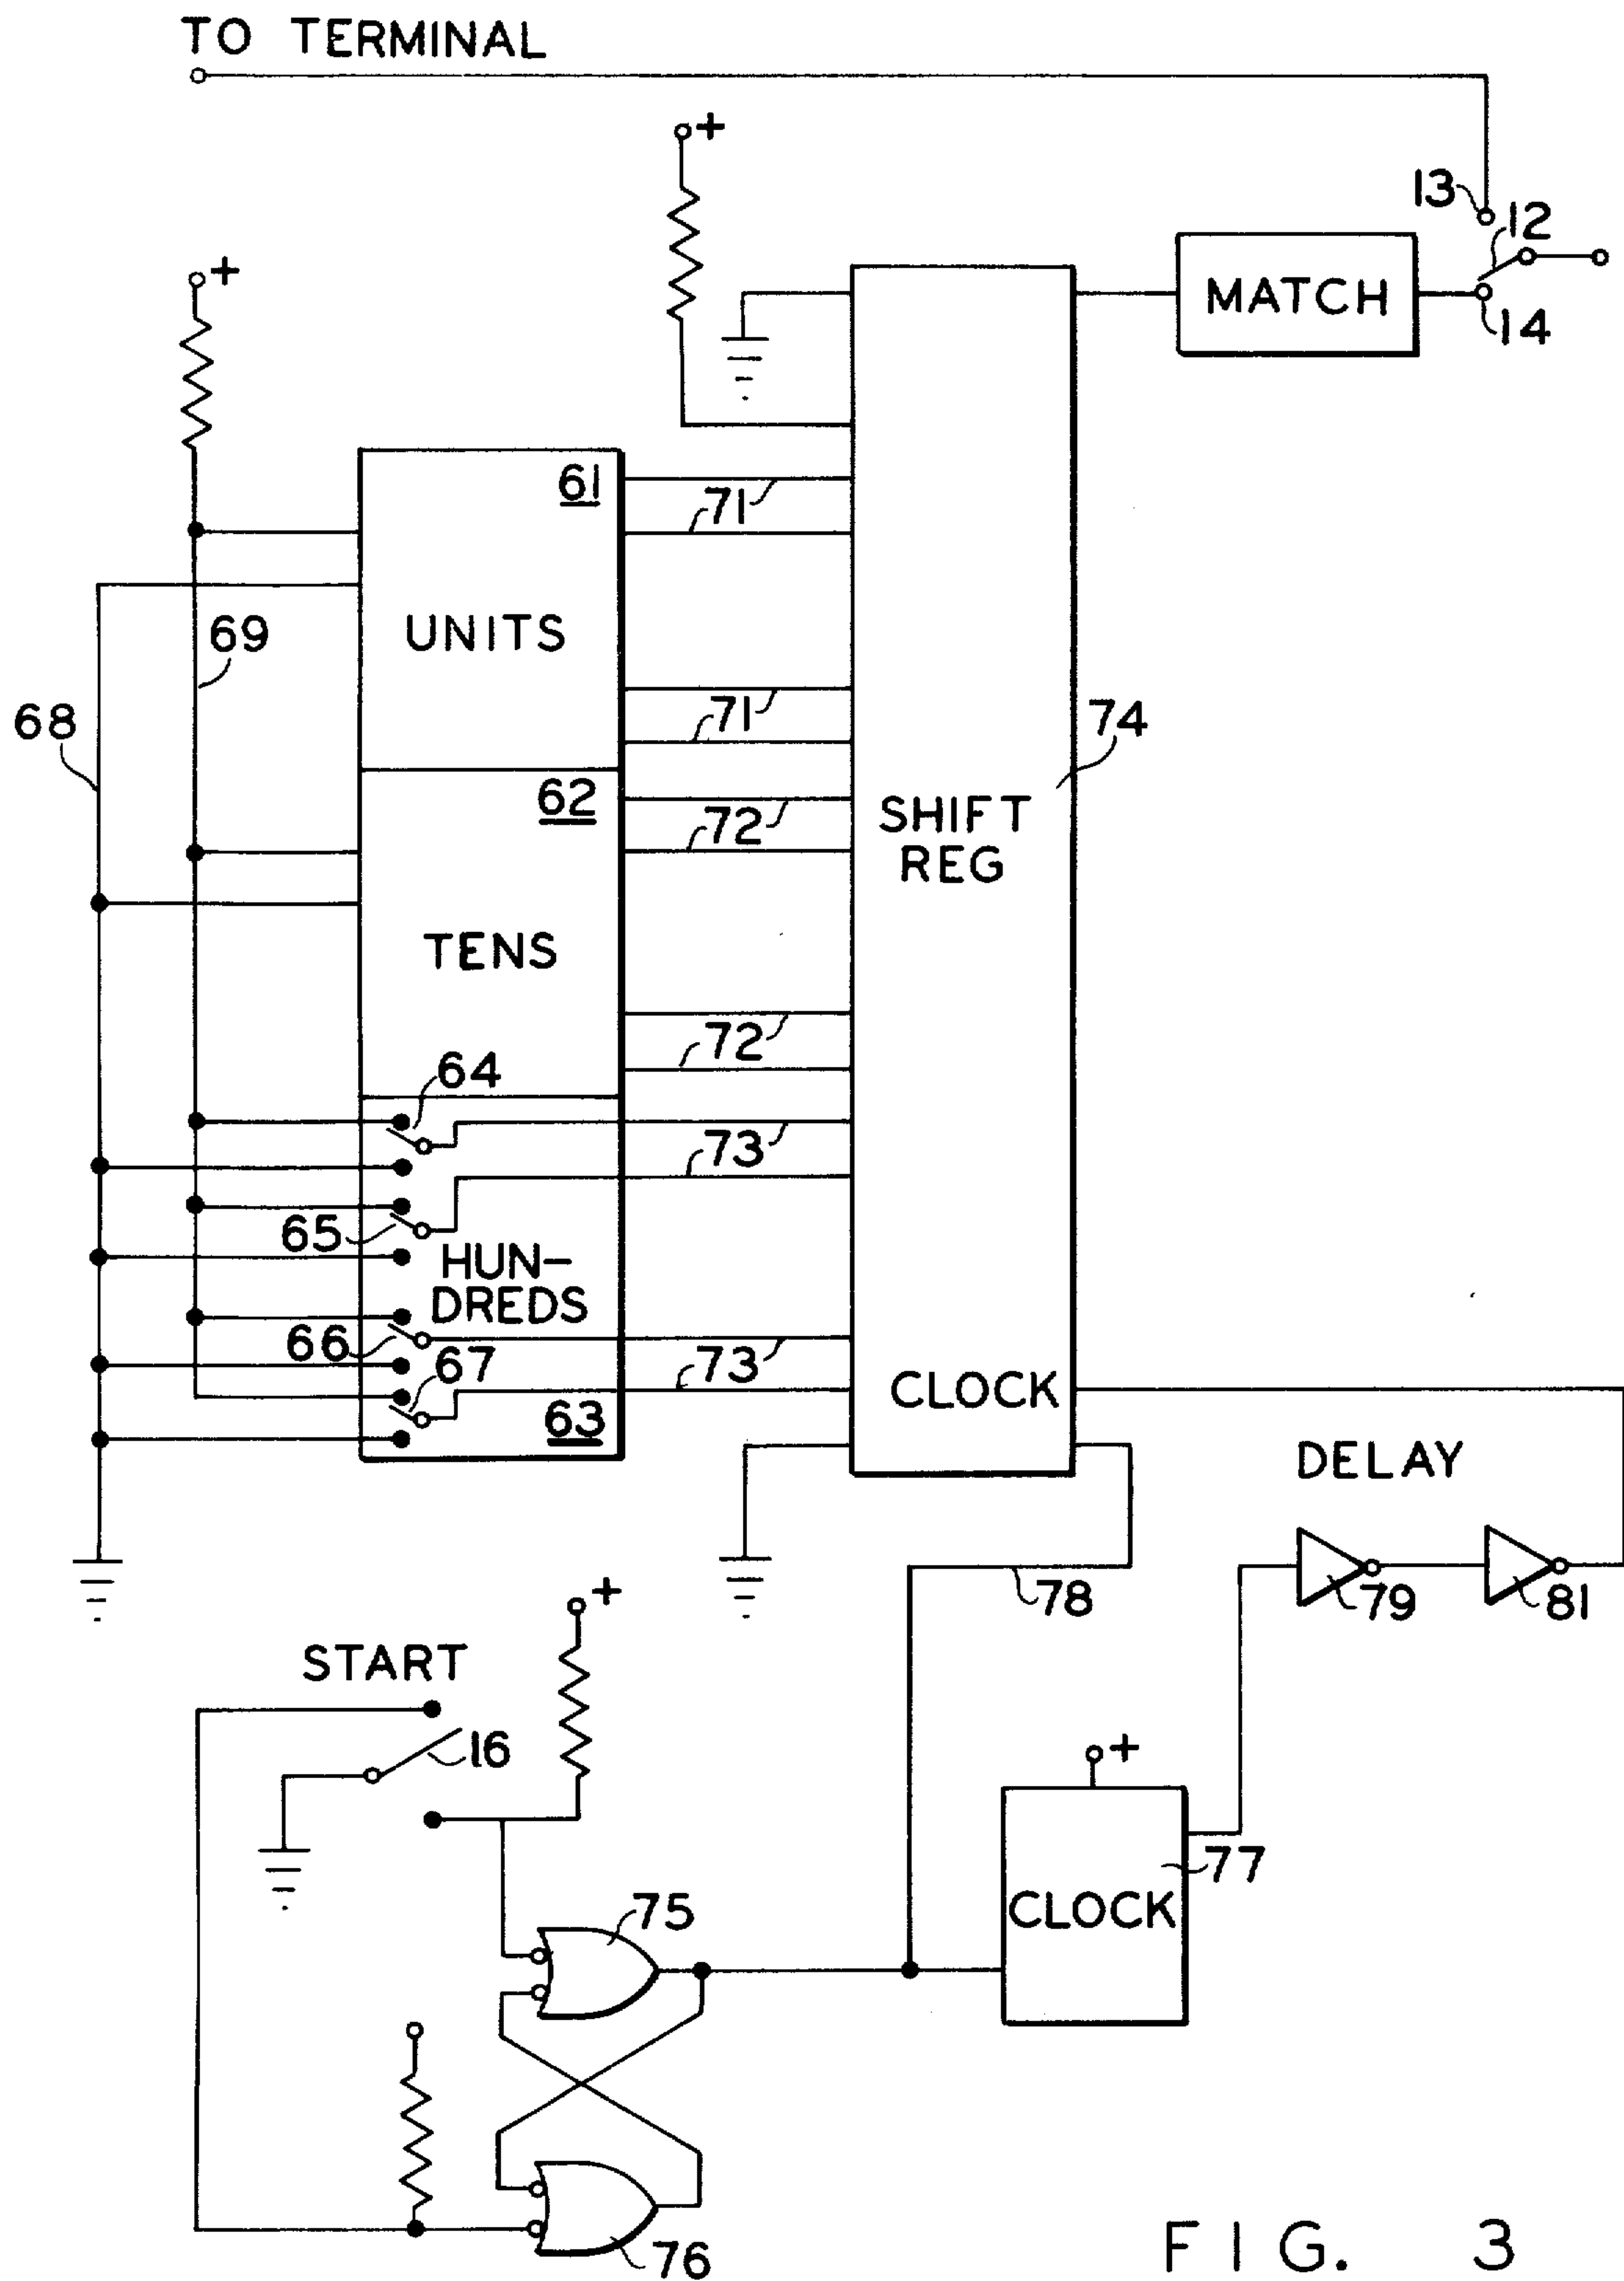 TO TERMINAL
+
13
12
+
MATCH
14
61
71
UNITS
69
71
68
74
62
72
SHIFT
REG
TENS
72
64
73
65
HUN-
DREDS
66
67
73
CLOCK
63
DELAY
78
79
81
+
START
16
+
77
CLOCK
75
76
FIG. 3